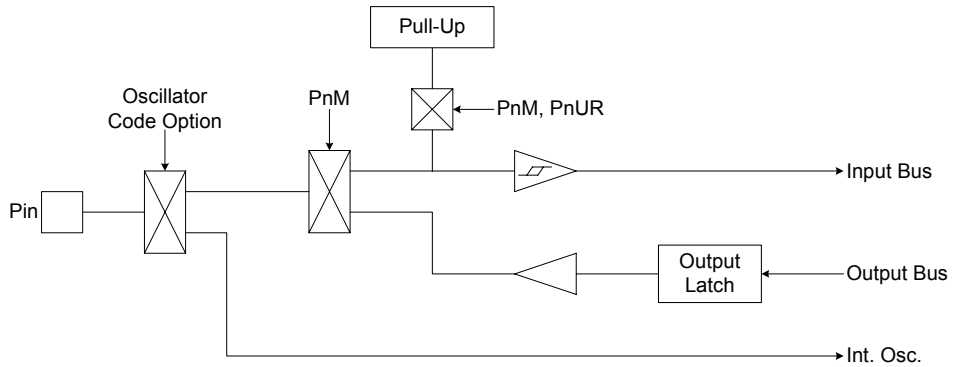 Pull-Up
Oscillator
Code Option
PnM
PnM, PnUR
Pin
Input Bus
Output
Latch
Output Bus
Int. Osc.